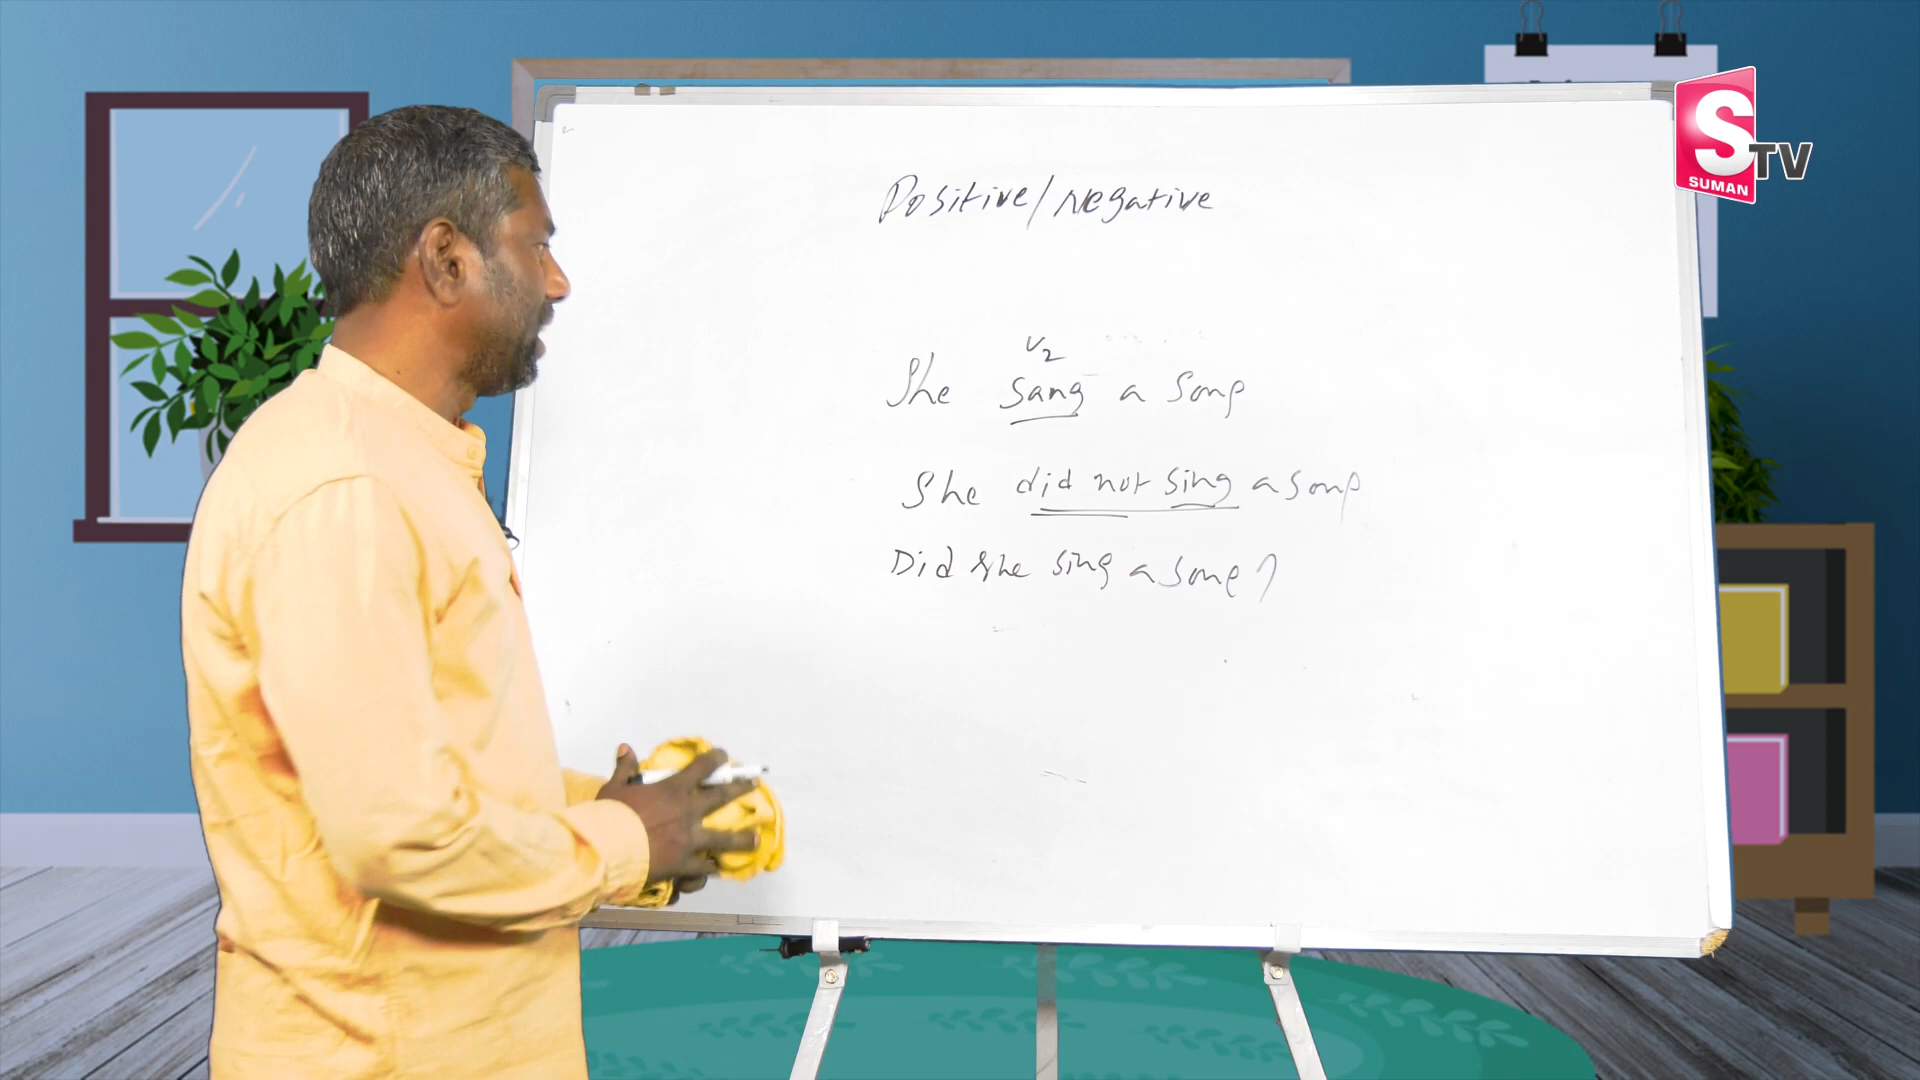 Positive/Negative
V2
She sang a song
She did not sing a song
Did she sing a song?
S TV
SUMAN